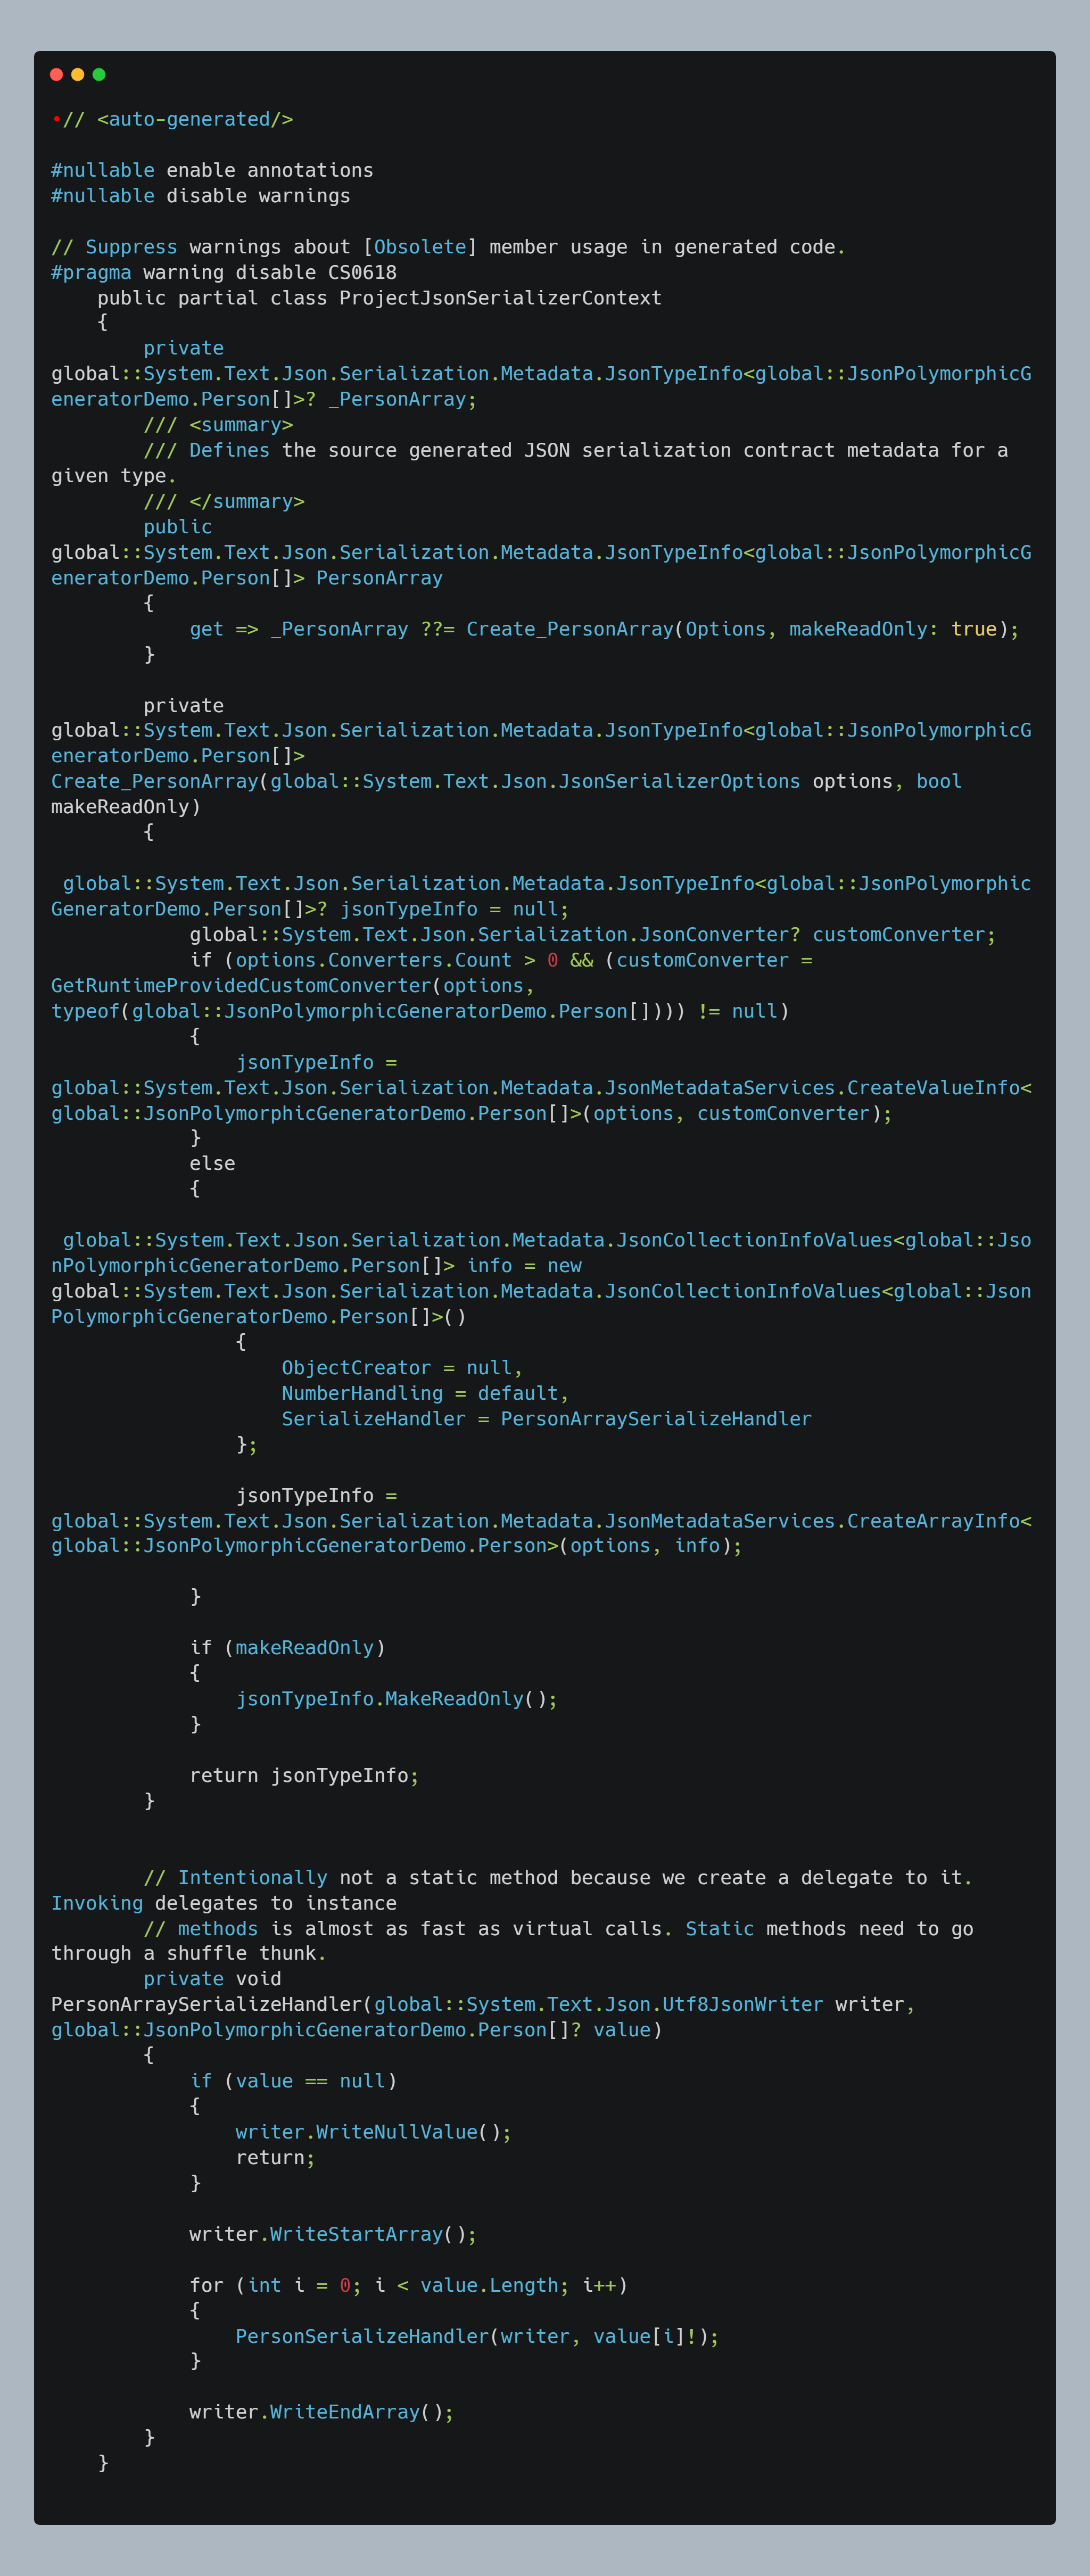 •// <auto-generated/>

#nullable enable annotations
#nullable disable warnings

// Suppress warnings about [Obsolete] member usage in generated code.
#pragma warning disable CS0618
    public partial class ProjectJsonSerializerContext
    {
        private
global::System.Text.Json.Serialization.Metadata.JsonTypeInfo<global::JsonPolymorphicG
eneratorDemo.Person[]>? _PersonArray;
        /// <summary>
        /// Defines the source generated JSON serialization contract metadata for a
given type.
        /// </summary>
        public
global::System.Text.Json.Serialization.Metadata.JsonTypeInfo<global::JsonPolymorphicG
eneratorDemo.Person[]> PersonArray
        {
            get => _PersonArray ??= Create_PersonArray(Options, makeReadOnly: true);
        }

        private
global::System.Text.Json.Serialization.Metadata.JsonTypeInfo<global::JsonPolymorphicG
eneratorDemo.Person[]>
Create_PersonArray(global::System.Text.Json.JsonSerializerOptions options, bool
makeReadOnly)
        {

 global::System.Text.Json.Serialization.Metadata.JsonTypeInfo<global::JsonPolymorphic
GeneratorDemo.Person[]>? jsonTypeInfo = null;
            global::System.Text.Json.Serialization.JsonConverter? customConverter;
            if (options.Converters.Count > 0 && (customConverter =
GetRuntimeProvidedCustomConverter(options,
typeof(global::JsonPolymorphicGeneratorDemo.Person[]))) != null)
            {
                jsonTypeInfo =
global::System.Text.Json.Serialization.Metadata.JsonMetadataServices.CreateValueInfo<
global::JsonPolymorphicGeneratorDemo.Person[]>(options, customConverter);
            }
            else
            {

 global::System.Text.Json.Serialization.Metadata.JsonCollectionInfoValues<global::Jso
nPolymorphicGeneratorDemo.Person[]> info = new
global::System.Text.Json.Serialization.Metadata.JsonCollectionInfoValues<global::Json
PolymorphicGeneratorDemo.Person[]>()
                {
                    ObjectCreator = null,
                    NumberHandling = default,
                    SerializeHandler = PersonArraySerializeHandler
                };

                jsonTypeInfo =
global::System.Text.Json.Serialization.Metadata.JsonMetadataServices.CreateArrayInfo<
global::JsonPolymorphicGeneratorDemo.Person>(options, info);

            }

            if (makeReadOnly)
            {
                jsonTypeInfo.MakeReadOnly();
            }

            return jsonTypeInfo;
        }


        // Intentionally not a static method because we create a delegate to it.
Invoking delegates to instance
        // methods is almost as fast as virtual calls. Static methods need to go
through a shuffle thunk.
        private void
PersonArraySerializeHandler(global::System.Text.Json.Utf8JsonWriter writer,
global::JsonPolymorphicGeneratorDemo.Person[]? value)
        {
            if (value == null)
            {
                writer.WriteNullValue();
                return;
            }

            writer.WriteStartArray();

            for (int i = 0; i < value.Length; i++)
            {
                PersonSerializeHandler(writer, value[i]!);
            }

            writer.WriteEndArray();
        }
    }